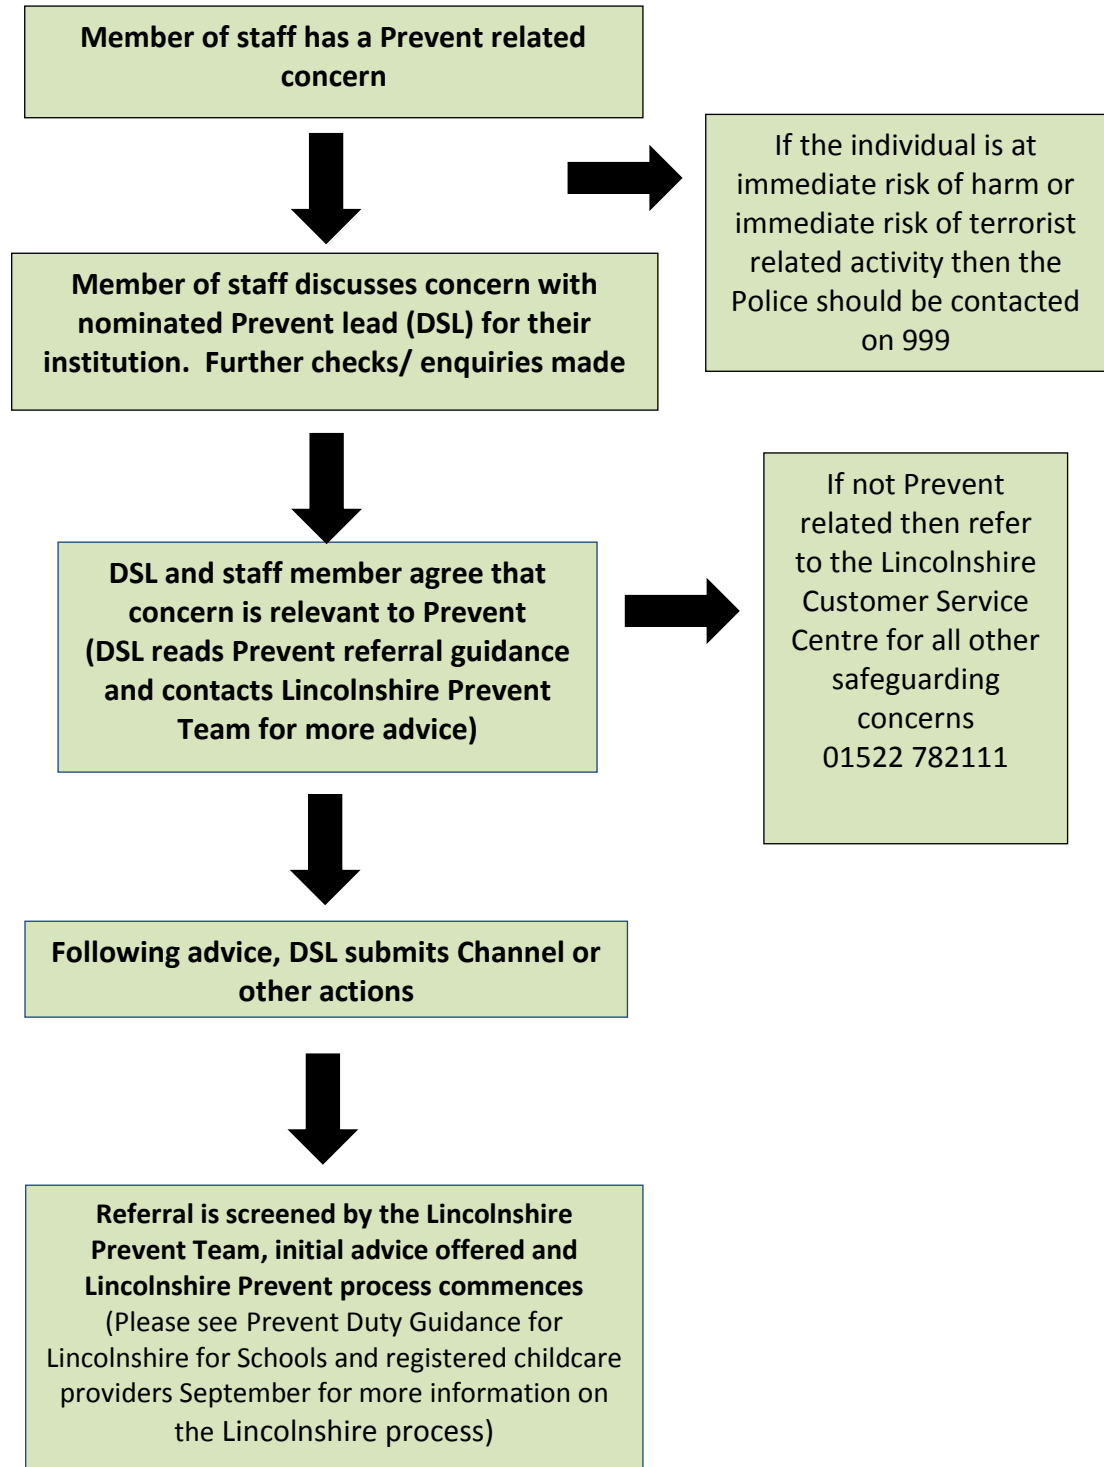 Member of staff has a Prevent related
concern
If the individual is at
immediate risk of harm or
immediate risk of terrorist
related activity then the
Police should be contacted
on 999
Member of staff discusses concern with
nominated Prevent lead (DSL) for their
institution.  Further checks/ enquiries made
If not Prevent
related then refer
to the Lincolnshire
Customer Service
Centre for all other
safeguarding
concerns
01522 782111
DSL and staff member agree that
concern is relevant to Prevent
(DSL reads Prevent referral guidance
and contacts Lincolnshire Prevent
Team for more advice)
Following advice, DSL submits Channel or
other actions
Referral is screened by the Lincolnshire
Prevent Team, initial advice offered and
Lincolnshire Prevent process commences
(Please see Prevent Duty Guidance for
Lincolnshire for Schools and registered childcare
providers September for more information on
the Lincolnshire process)